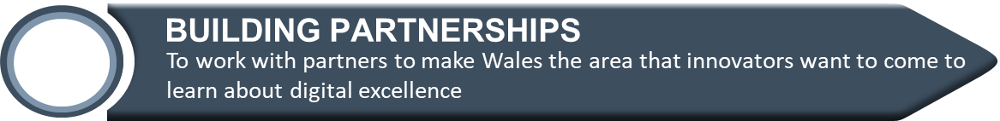 BUILDING PARTNERSHIPS
To work with partners to make Wales the area that innovators want to come to
learn about digital excellence